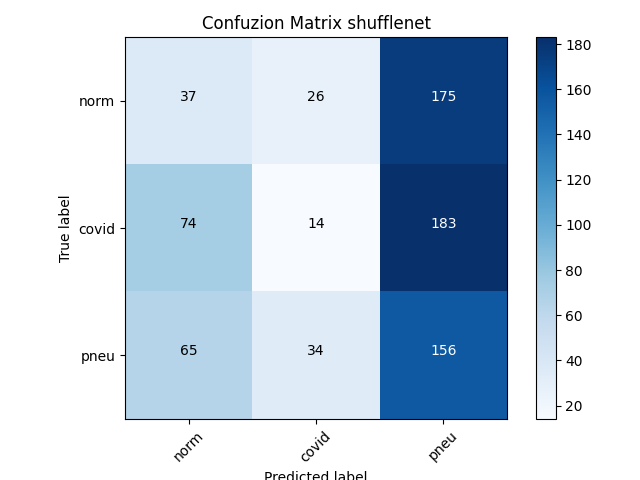 Confuzion Matrix shufflenet
norm 37 26 175
covid 74 14 183
pneu 65 34 156
norm covid pneu
True label
Predicted label
180
160
140
120
100
80
60
40
20